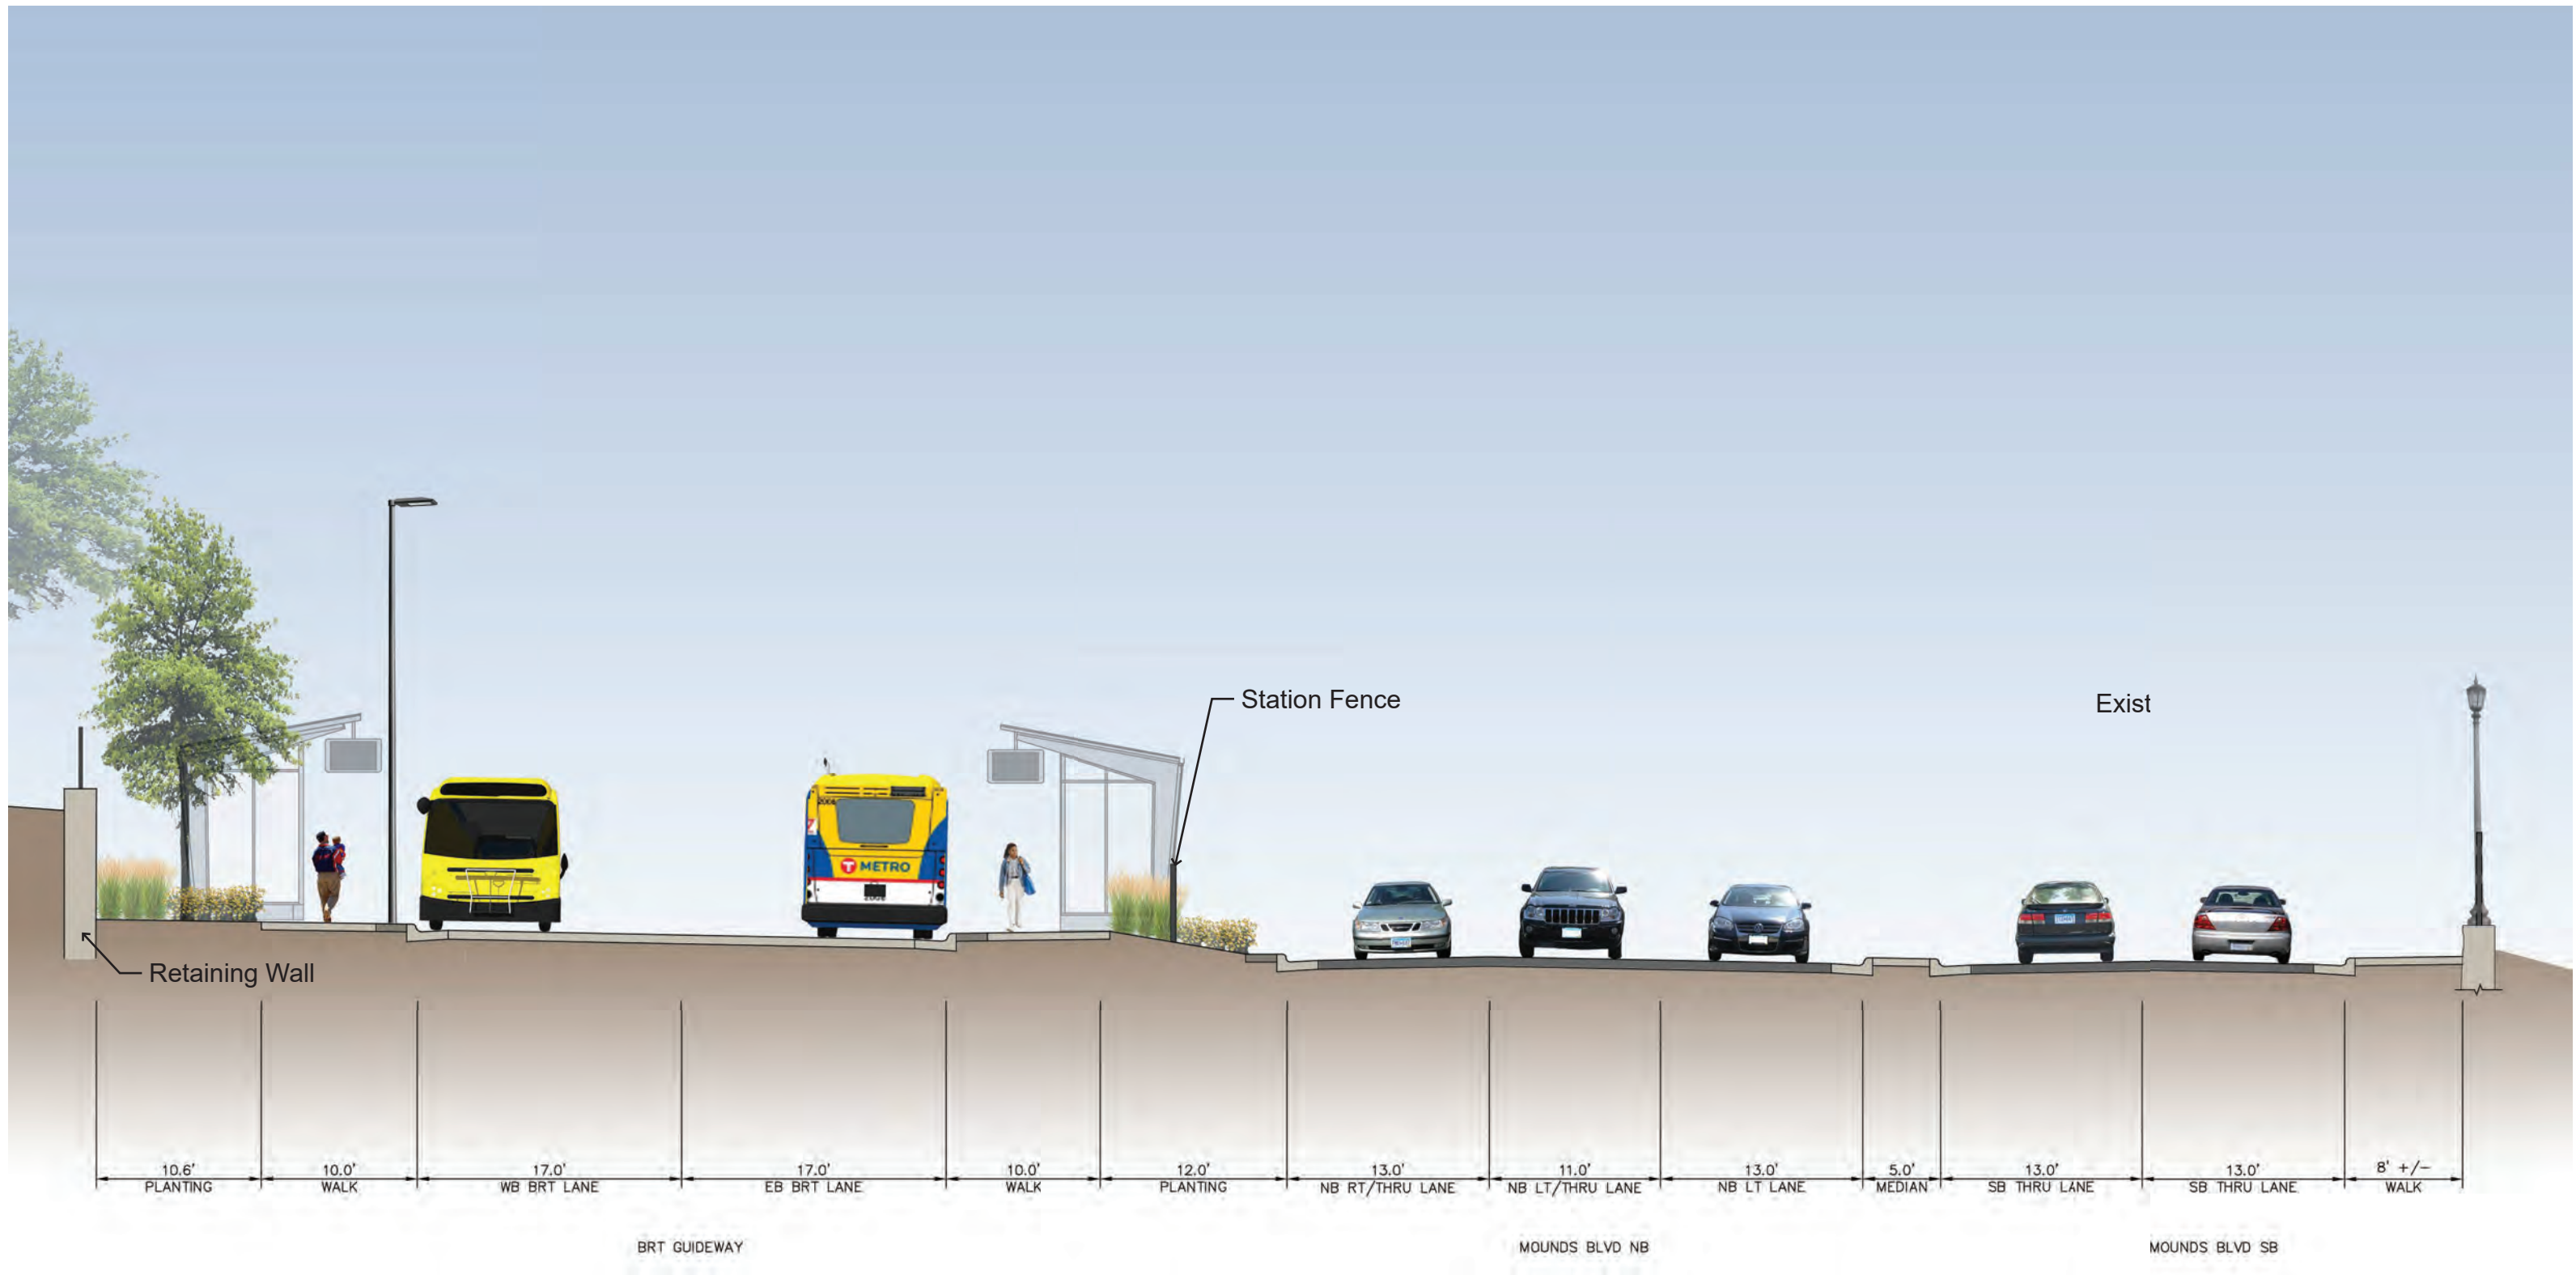 Station Fence
Exist
METRO
Retaining Wall
10.6' 10.0' 17.0' 17.0' 10.0' 12.0' 13.0' 11.0' 13.0' 5.0' 13.0' 13.0' 8' +/-
PLANTING WALK WB BRT LANE EB BRT LANE WALK PLANTING NB RT/THRU LANE NB LT/THRU LANE NB LT LANE MEDIAN SB THRU LANE SB THRU LANE WALK
BRT GUIDEWAY MOUNDS BLVD NB MOUNDS BLVD SB